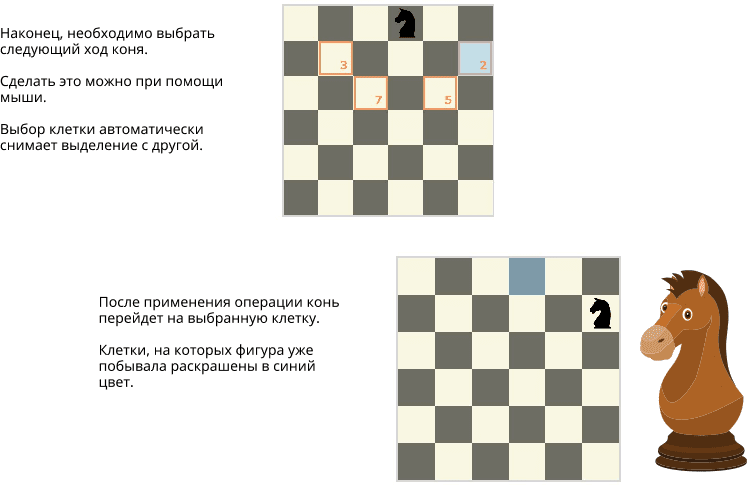 Наконец, необходимо выбрать
следующий ход коня.
Сделать это можно при помощи
мыши.
Выбор клетки автоматически
снимает выделение с другой.
3
2
7
5
После применения операции конь
перейдет на выбранную клетку.
Клетки, на которых фигура уже
побывала раскрашены в синий
цвет.